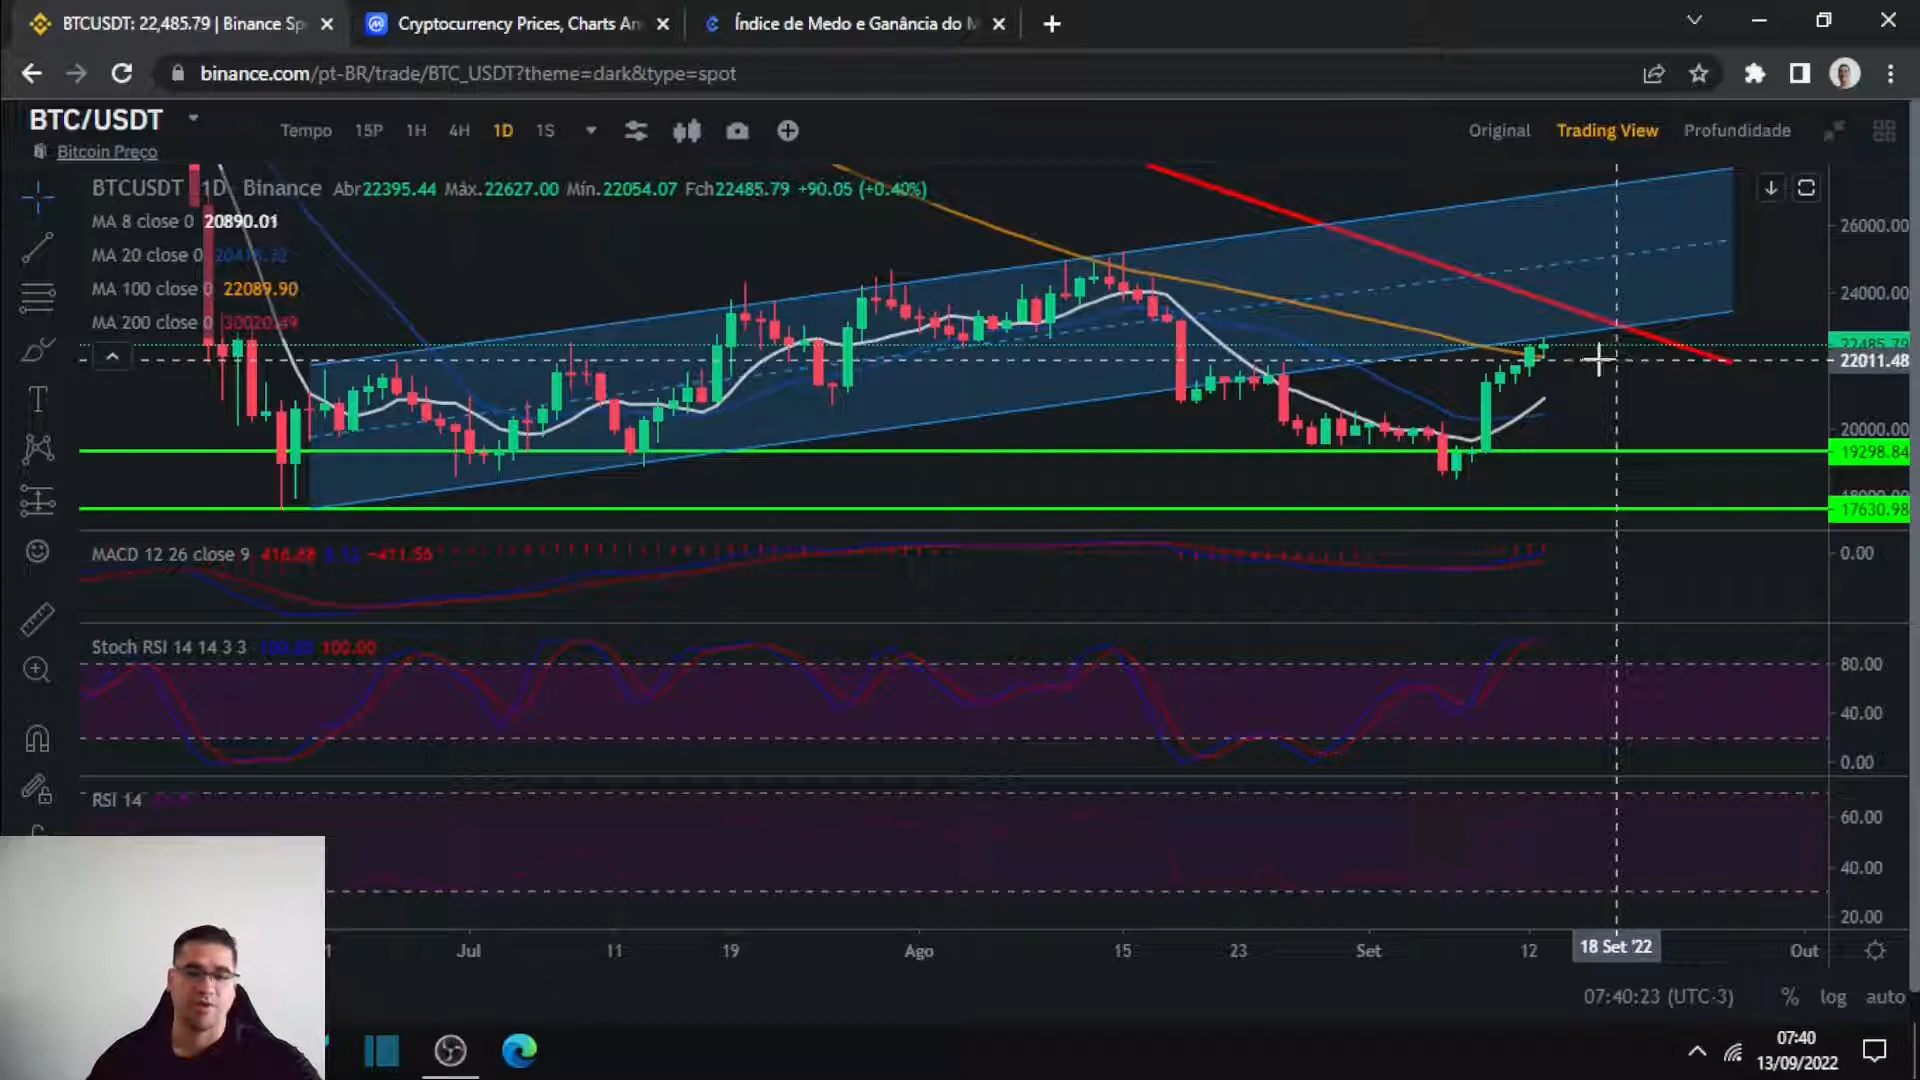 BTCUSDT: 22,485.79 | Binance Sp
Cryptocurrency Prices, Charts An
Índice de Medo e Ganância do M
binance.com/pt-BR/trade/BTC_USDT?theme=dark&type=spot
BTC/USDT
Bitcoin Preço
Tempo 15P 1H 4H 1D 1S
Original Trading View Profundidade
BTCUSDT 1D Binance Abr22395.44 Máx.22627.00 Mín.22054.07 Fch22485.79 +90.05 (+0.40%)
MA 8 close 0 20890.01
MA 20 close 0
MA 100 close 0 22089.90
MA 200 close 0
26000.00
24000.00
22485.79
22011.48
20000.00
19298.84
18000.00
17630.98
MACD 12 26 close 9 -411.56
0.00
Stoch RSI 14 14 3 3 100.00 100.00
80.00
40.00
0.00
RSI 14
60.00
40.00
20.00
Jul 11 19 Ago 15 23 Set 12 18 Set '22 Out
07:40:23 (UTC-3) % log auto
07:40
13/09/2022